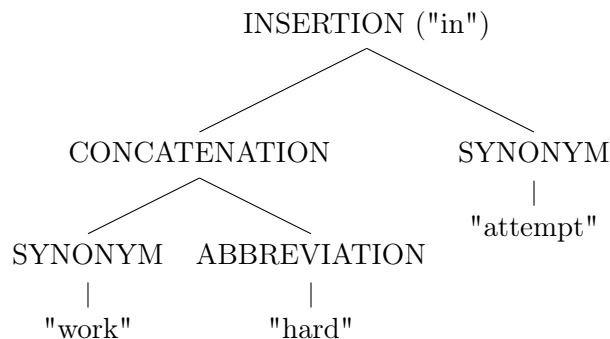 INSERTION ("in")
CONCATENATION SYNONYM
"attempt"
SYNONYM ABBREVIATION
"work" "hard"